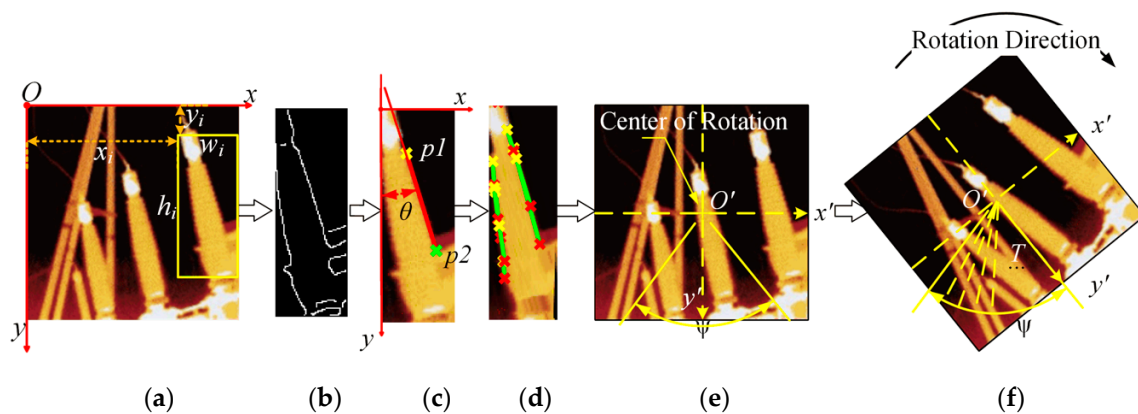 Rotation Direction
O
x
y_i
x_i
w_i
h_i
y
x
p1
θ
p2
y
Center of Rotation
O′
x′
y′
ψ
x′
O′
T
...
y′
ψ
(a)
(b)
(c)
(d)
(e)
(f)